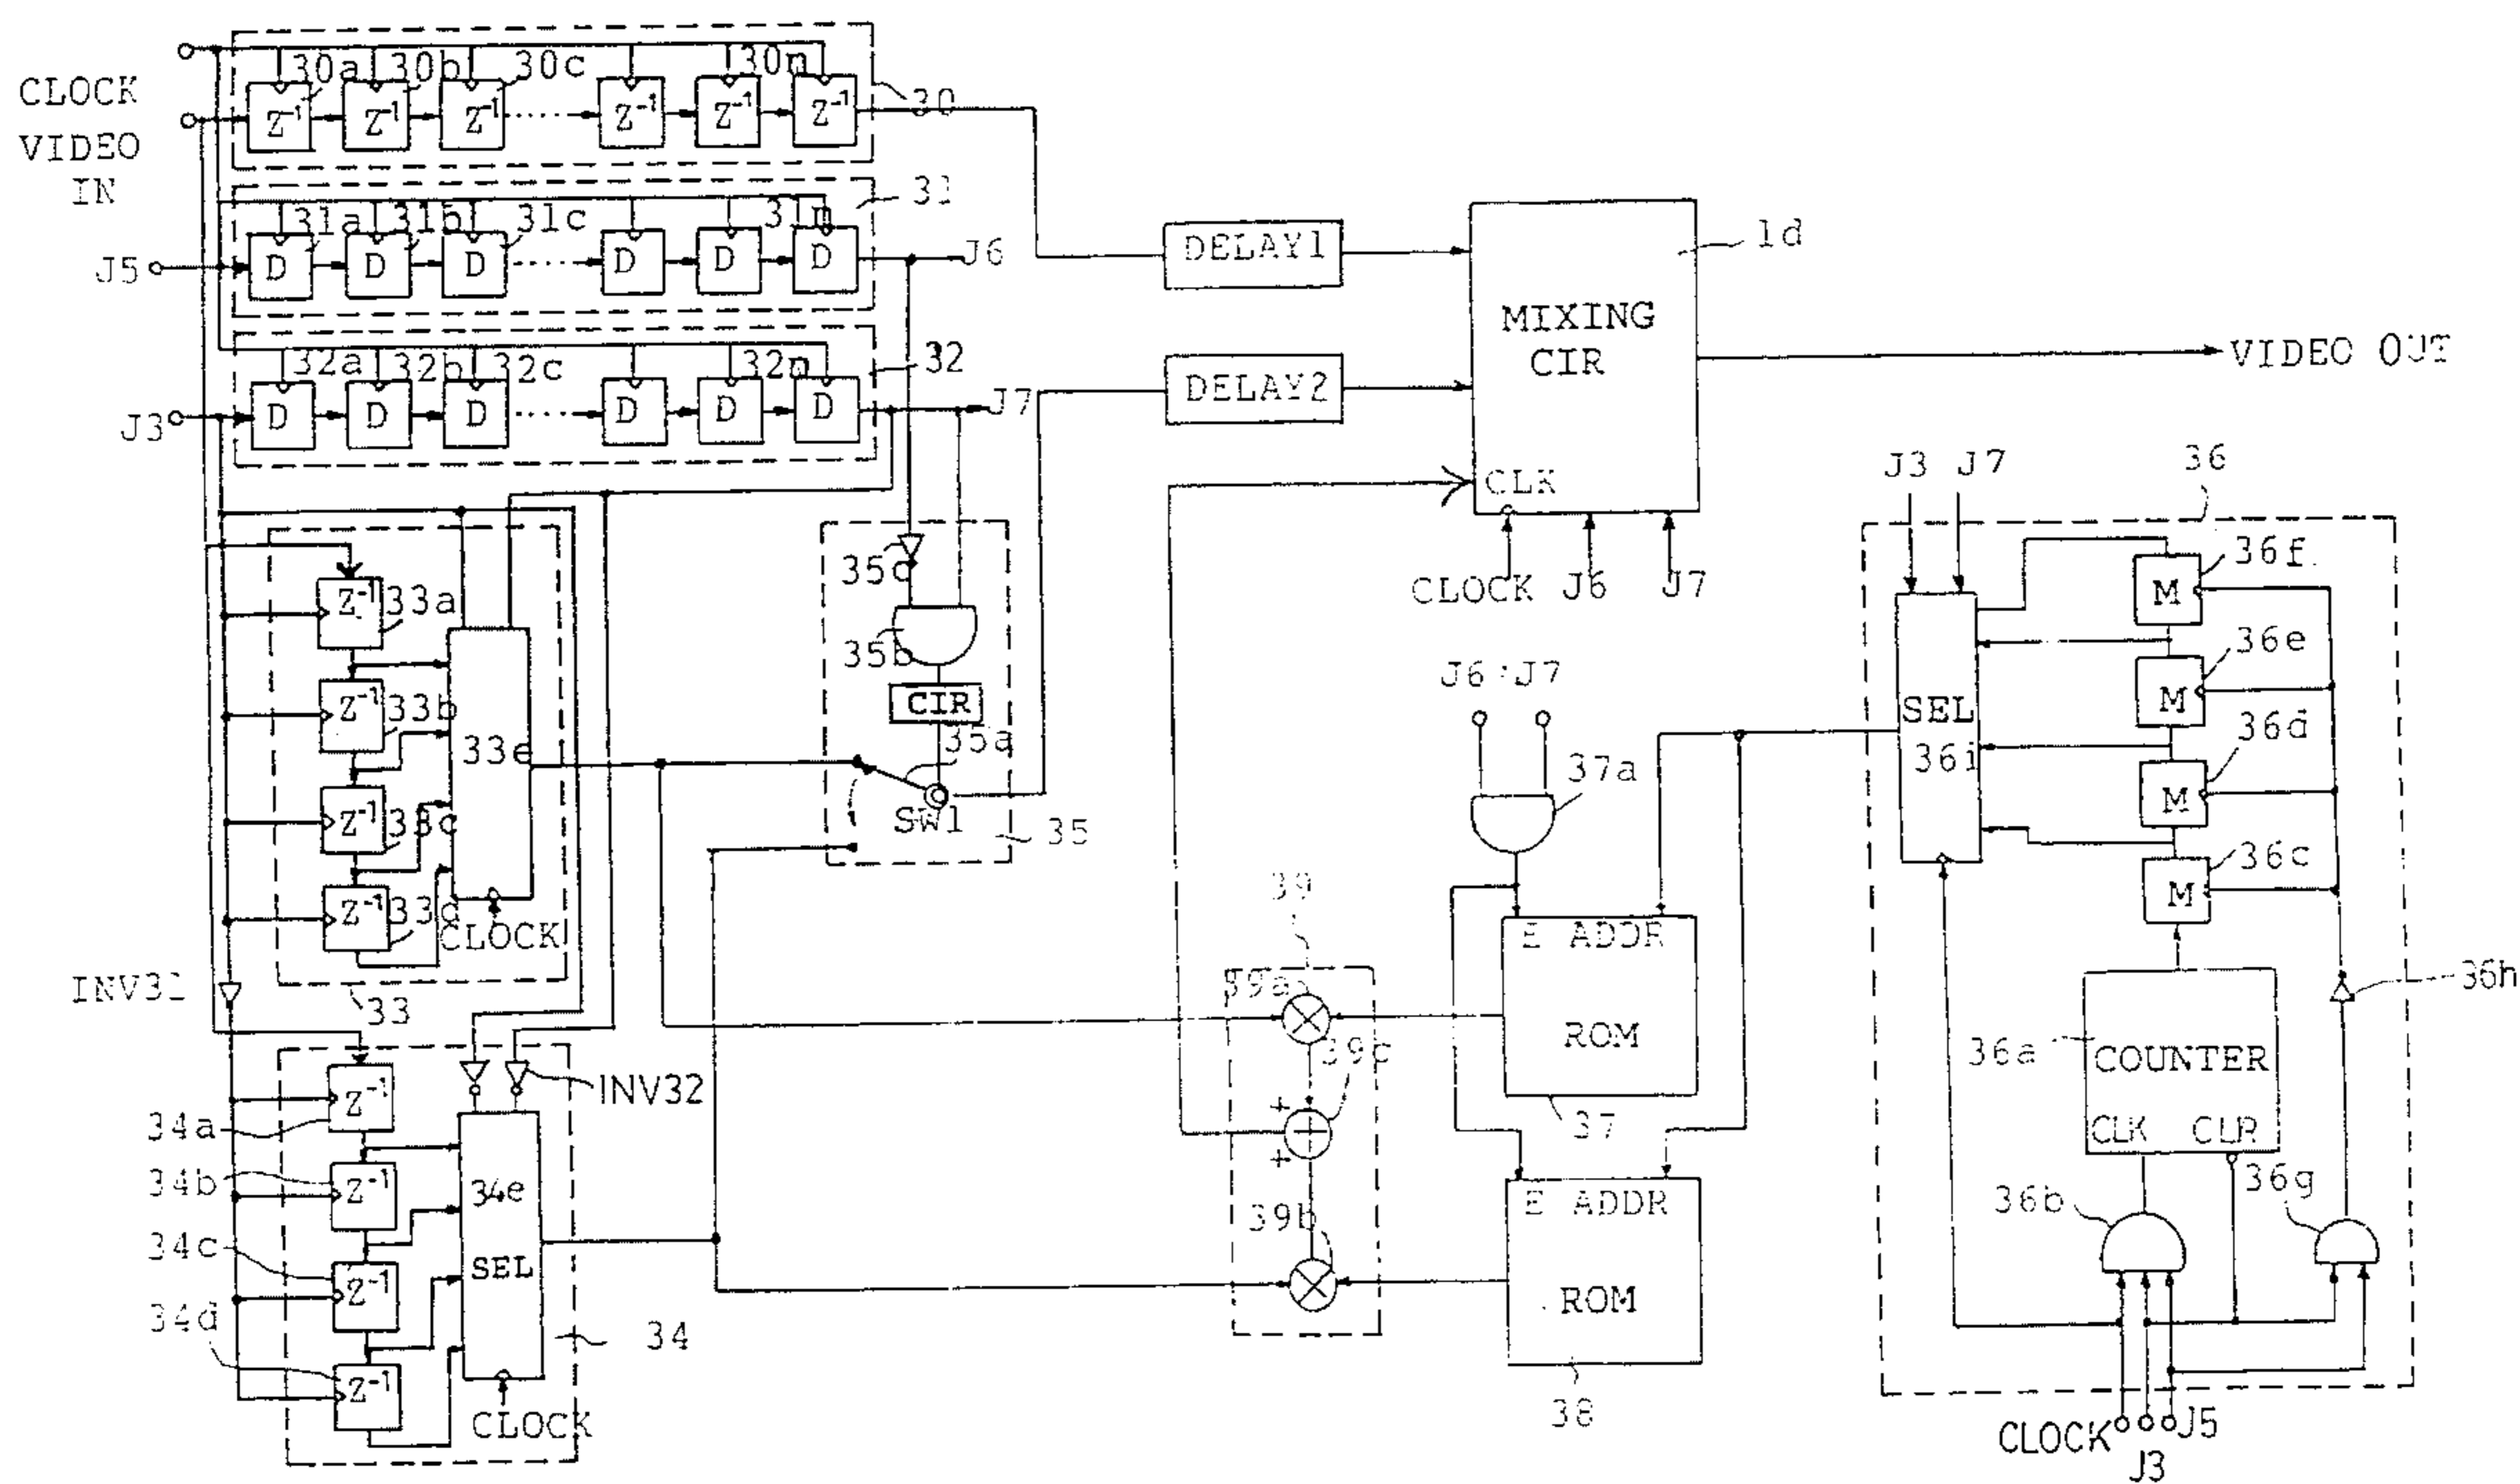 CLOCK
VIDEO
IN
30a
30b
30c
30n
30
Z⁻¹
Z⁻¹
Z⁻¹
Z⁻¹
Z⁻¹
Z⁻¹
31a
31b
31c
31n
31
J5
D
D
D
D
D
D
J6
32a
32b
32c
32n
32
J3
D
D
D
D
D
D
J7
DELAY1
DELAY2
MIXING
CIR
1d
CLK
VIDEO OUT
CLOCK
J6
J7
Z⁻¹
33a
Z⁻¹
33b
Z⁻¹
33c
Z⁻¹
33d
33e
CLOCK
33
35c
35b
CIR
35a
SW1
35
INV31
INV32
Z⁻¹
34a
Z⁻¹
34b
Z⁻¹
34c
Z⁻¹
34d
34e
SEL
34
CLOCK
39
39a
39c
+
+
39b
J6
J7
37a
E ADDR
ROM
37
E ADDR
ROM
38
J3
J7
36
SEL
36i
M
36f
M
36e
M
36d
M
36c
36a
COUNTER
CLK
CLR
36h
36b
36g
CLOCK
J3
J5